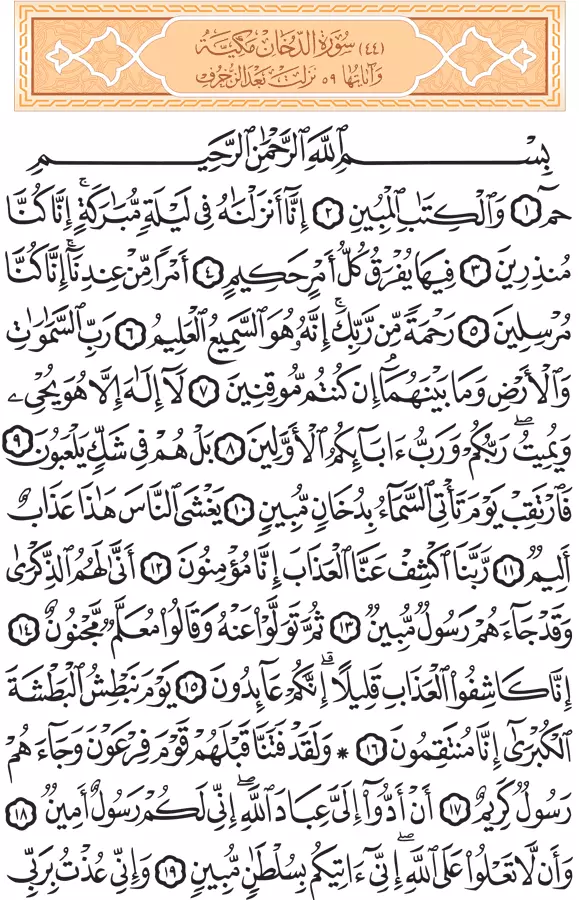 (٤٤) سُورَةُ الدُّخَانِ مَكِّيَّةٌ
وَآيَاتُهَا ٥٩ نَزَلَتْ بَعْدَ الزُّخْرُفِ
بِسْمِ ٱللَّهِ ٱلرَّحْمَٰنِ ٱلرَّحِيمِ
حمٓ ١ وَٱلْكِتَٰبِ ٱلْمُبِينِ ٢ إِنَّآ أَنزَلْنَٰهُ فِى لَيْلَةٍ مُّبَٰرَكَةٍ ۚ إِنَّا كُنَّا
مُنذِرِينَ ٣ فِيهَا يُفْرَقُ كُلُّ أَمْرٍ حَكِيمٍ ٤ أَمْرًا مِّنْ عِندِنَآ ۚ إِنَّا كُنَّا
مُرْسِلِينَ ٥ رَحْمَةً مِّن رَّبِّكَ ۚ إِنَّهُۥ هُوَ ٱلسَّمِيعُ ٱلْعَلِيمُ ٦ رَبِّ ٱلسَّمَٰوَٰتِ
وَٱلْأَرْضِ وَمَا بَيْنَهُمَآ ۖ إِن كُنتُم مُّوقِنِينَ ٧ لَآ إِلَٰهَ إِلَّا هُوَ يُحْىِۦ
وَيُمِيتُ ۖ رَبُّكُمْ وَرَبُّ ءَابَآئِكُمُ ٱلْأَوَّلِينَ ٨ بَلْ هُمْ فِى شَكٍّ يَلْعَبُونَ ٩
فَٱرْتَقِبْ يَوْمَ تَأْتِى ٱلسَّمَآءُ بِدُخَانٍ مُّبِينٍ ١٠ يَغْشَى ٱلنَّاسَ ۖ هَٰذَا عَذَابٌ
أَلِيمٌ ١١ رَّبَّنَا ٱكْشِفْ عَنَّا ٱلْعَذَابَ إِنَّا مُؤْمِنُونَ ١٢ أَنَّىٰ لَهُمُ ٱلذِّكْرَىٰ
وَقَدْ جَآءَهُمْ رَسُولٌ مُّبِينٌ ١٣ ثُمَّ تَوَلَّوْا۟ عَنْهُ وَقَالُوا۟ مُعَلَّمٌ مَّجْنُونٌ ١٤
إِنَّا كَاشِفُوا۟ ٱلْعَذَابِ قَلِيلًا ۚ إِنَّكُمْ عَآئِدُونَ ١٥ يَوْمَ نَبْطِشُ ٱلْبَطْشَةَ
ٱلْكُبْرَىٰٓ إِنَّا مُنتَقِمُونَ ١٦ * وَلَقَدْ فَتَنَّا قَبْلَهُمْ قَوْمَ فِرْعَوْنَ وَجَآءَهُمْ
رَسُولٌ كَرِيمٌ ١٧ أَنْ أَدُّوٓا۟ إِلَىَّ عِبَادَ ٱللَّهِ ۖ إِنِّى لَكُمْ رَسُولٌ أَمِينٌ ١٨
وَأَن لَّا تَعْلُوا۟ عَلَى ٱللَّهِ ۖ إِنِّىٓ ءَاتِيكُم بِسُلْطَٰنٍ مُّبِينٍ ١٩ وَإِنِّى عُذْتُ بِرَبِّى